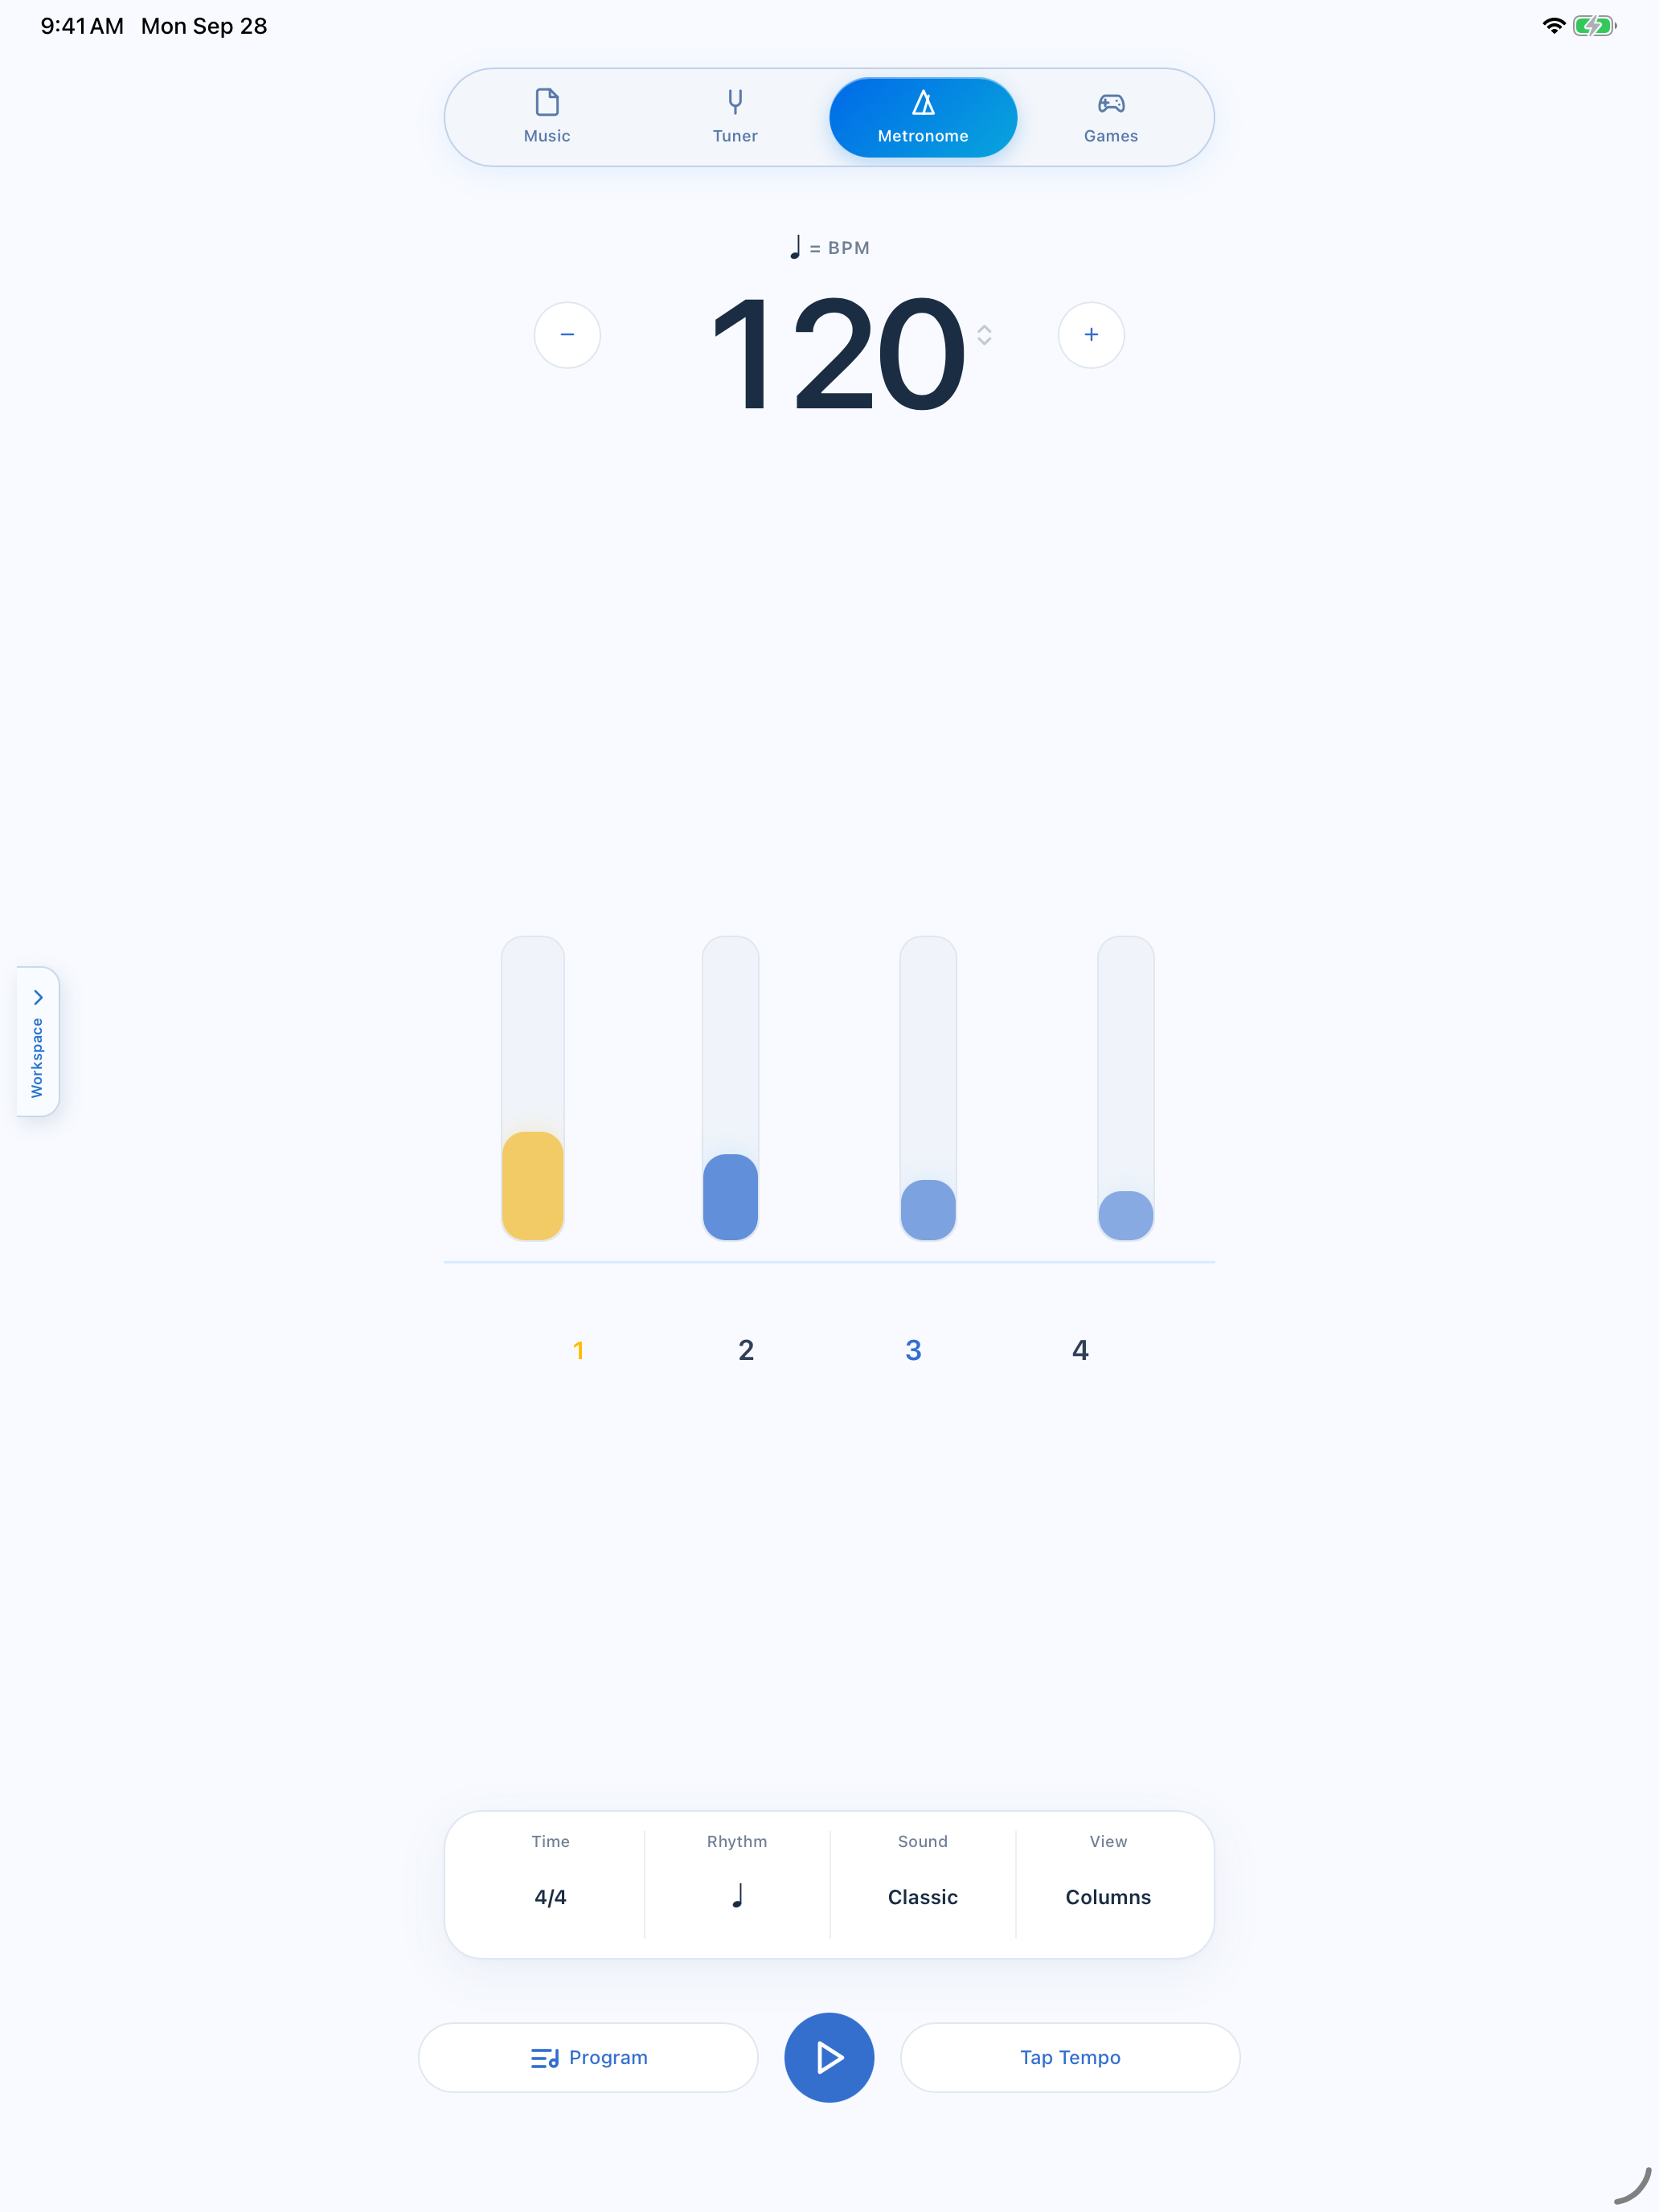 9:41 AM Mon Sep 28
Music Tuner Metronome Games
= BPM
− 120 +
Workspace
1 2 3 4
Time Rhythm Sound View
4/4 Classic Columns
Program Tap Tempo